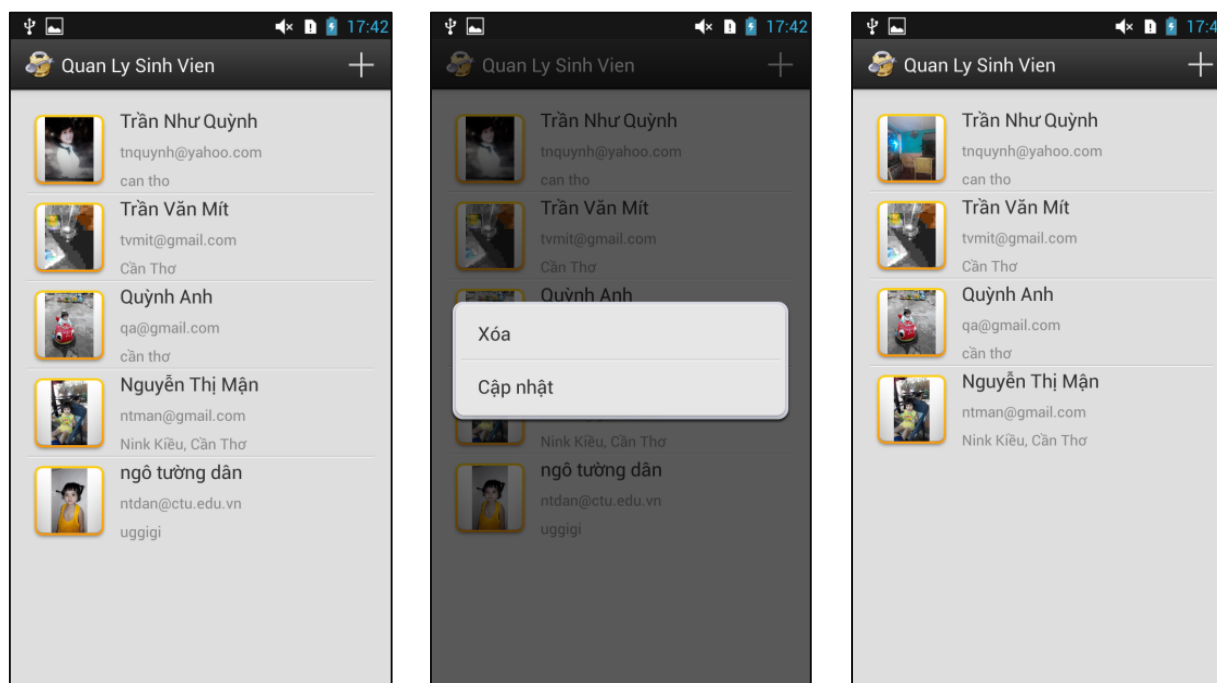 17:42
Quan Ly Sinh Vien
Trần Như Quỳnh
tnquynh@yahoo.com
can tho
Trần Văn Mít
tvmit@gmail.com
Cần Thơ
Quỳnh Anh
qa@gmail.com
cần thơ
Nguyễn Thị Mận
ntman@gmail.com
Nink Kiều, Cần Thơ
ngô tường dân
ntdan@ctu.edu.vn
uggigi
17:42
Quan Ly Sinh Vien
Trần Như Quỳnh
tnquynh@yahoo.com
can tho
Trần Văn Mít
tvmit@gmail.com
Cần Thơ
Quỳnh Anh
Xóa
Cập nhật
Nink Kiều, Cần Thơ
ngô tường dân
ntdan@ctu.edu.vn
uggigi
17:4
Quan Ly Sinh Vien
Trần Như Quỳnh
tnquynh@yahoo.com
can tho
Trần Văn Mít
tvmit@gmail.com
Cần Thơ
Quỳnh Anh
qa@gmail.com
cần thơ
Nguyễn Thị Mận
ntman@gmail.com
Nink Kiều, Cần Thơ